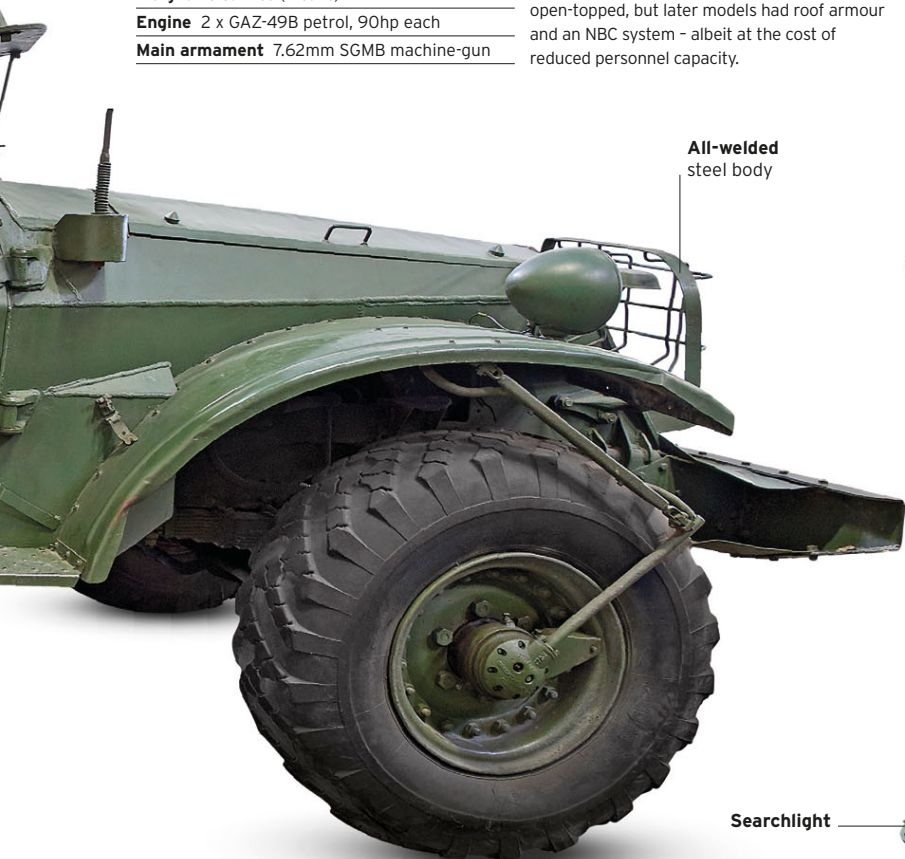 Engine 2 x GAZ-49B petrol, 90hp each
Main armament 7.62mm SGMB machine-gun
open-topped, but later models had roof armour
and an NBC system – albeit at the cost of
reduced personnel capacity.
All-welded
steel body
Searchlight